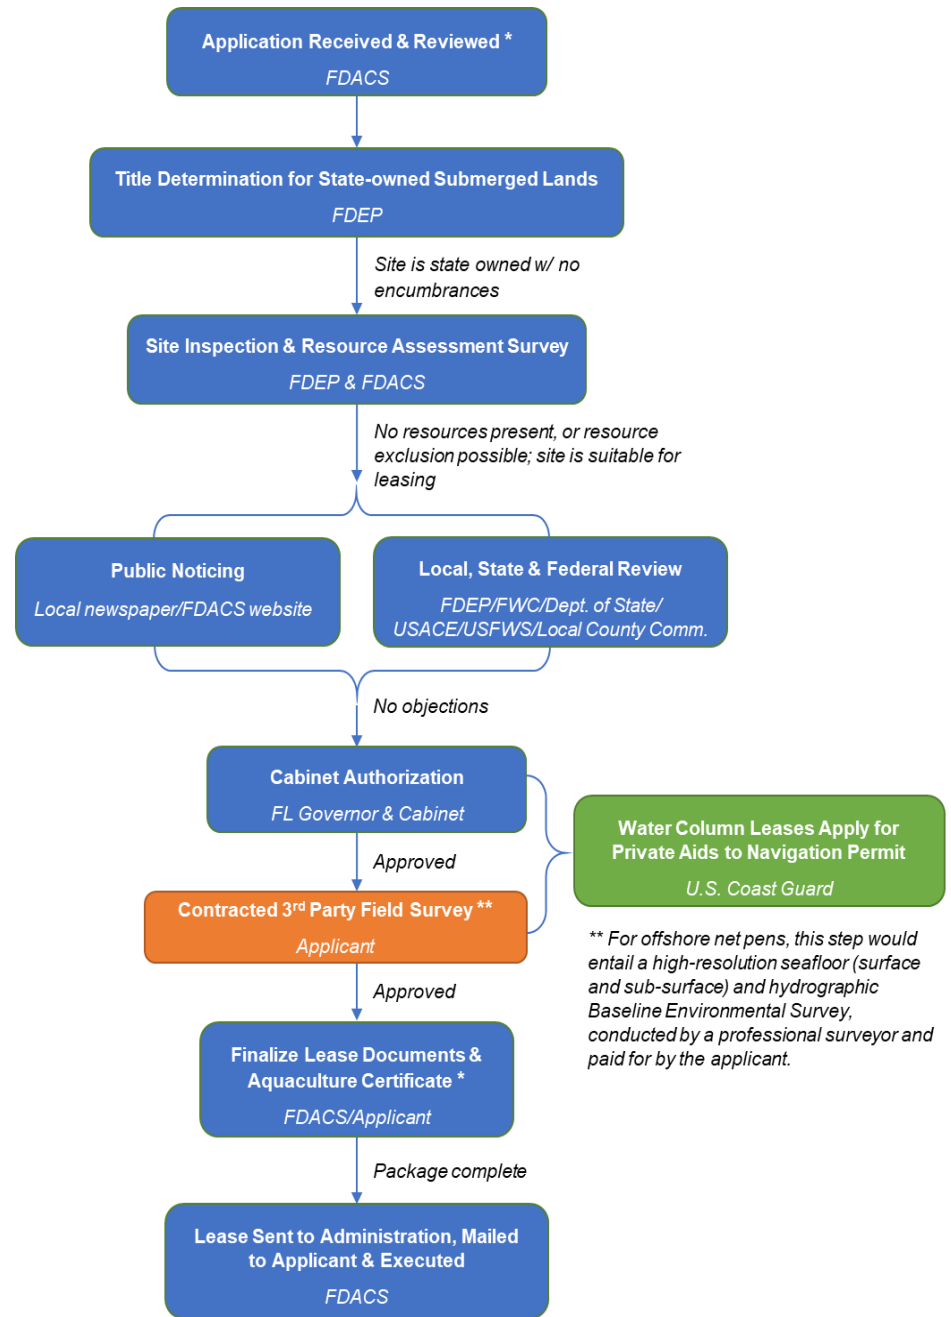 Application Received & Reviewed *
FDACS
Title Determination for State-owned Submerged Lands
FDEP
Site is state owned w/ no
encumbrances
Site Inspection & Resource Assessment Survey
FDEP & FDACS
No resources present, or resource
exclusion possible; site is suitable for
leasing
Public Noticing
Local newspaper/FDACS website
Local, State & Federal Review
FDEP/FWC/Dept. of State/
USACE/USFWS/Local County Comm.
No objections
Cabinet Authorization
FL Governor & Cabinet
Water Column Leases Apply for
Private Aids to Navigation Permit
U.S. Coast Guard
Approved
Contracted 3rd Party Field Survey **
Applicant
** For offshore net pens, this step would
entail a high-resolution seafloor (surface
and sub-surface) and hydrographic
Baseline Environmental Survey,
conducted by a professional surveyor and
paid for by the applicant.
Approved
Finalize Lease Documents &
Aquaculture Certificate *
FDACS/Applicant
Package complete
Lease Sent to Administration, Mailed
to Applicant & Executed
FDACS